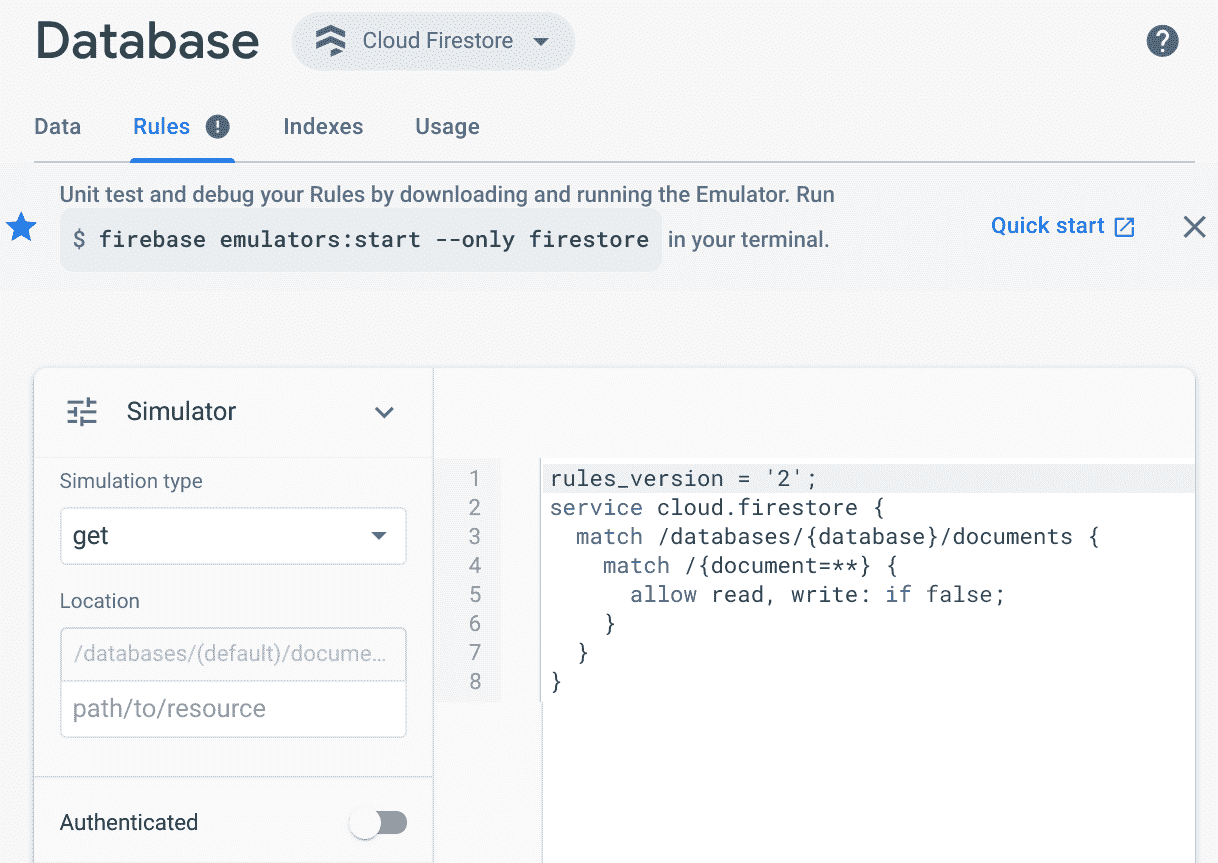 Database
Cloud Firestore
?
Data Rules ! Indexes Usage
Unit test and debug your Rules by downloading and running the Emulator. Run
$ firebase emulators:start --only firestore in your terminal.
Quick start
Simulator
Simulation type
get
Location
/databases/(default)/docume...
path/to/resource
Authenticated
1 rules_version = '2';
2 service cloud.firestore {
3   match /databases/{database}/documents {
4     match /{document=**} {
5       allow read, write: if false;
6     }
7   }
8 }